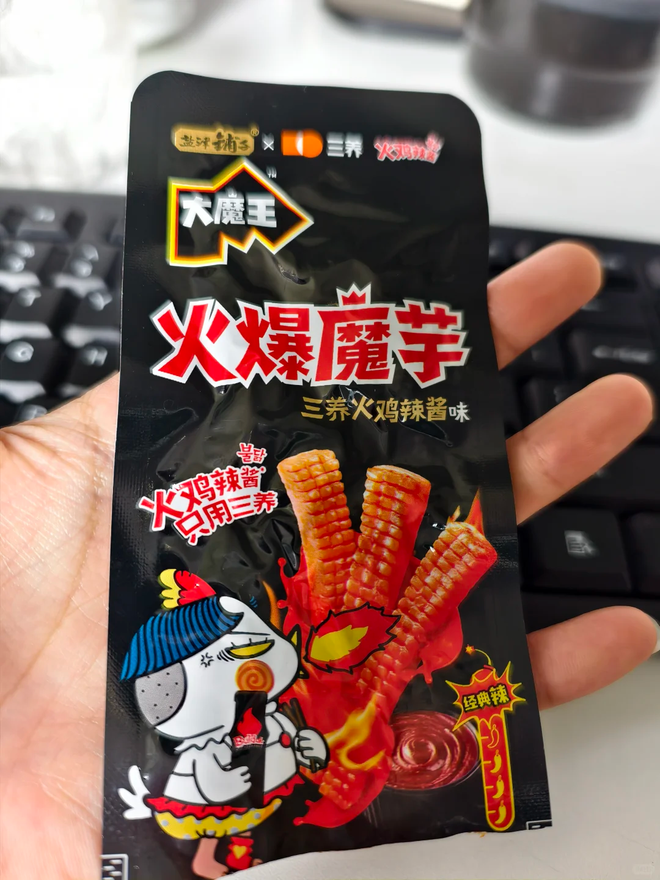 盐津铺子® × 三养 火鸡辣酱
大魔王
火爆魔芋
三养火鸡辣酱味
불닭
火鸡辣酱
只用三养
经典辣